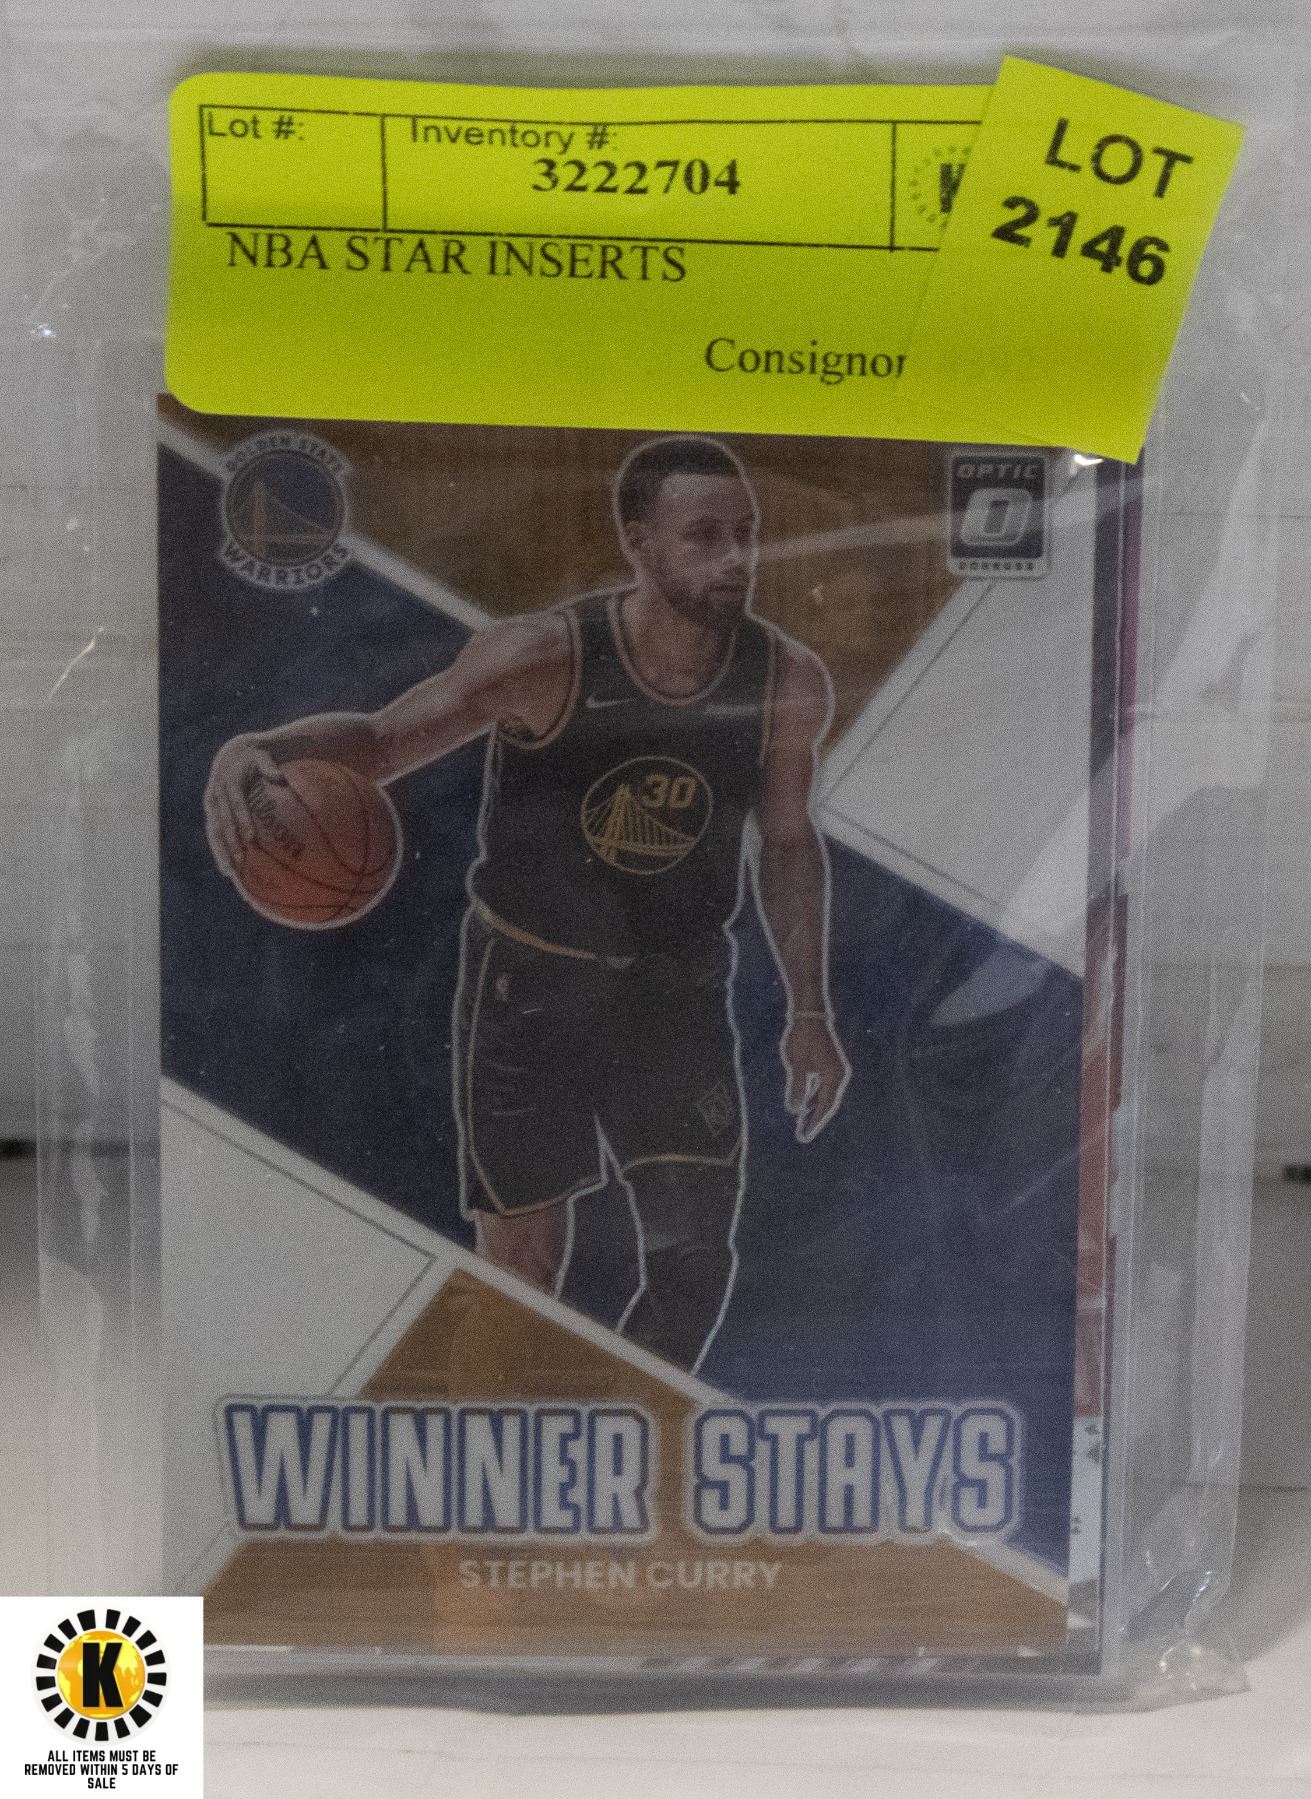 Lot #:
Inventory #:
3222704
LOT
2146
NBA STAR INSERTS
Consignor
GOLDEN STATE
WARRIORS
OPTIC
DONRUSS
30
WINNER STAYS
STEPHEN CURRY
K
ALL ITEMS MUST BE
REMOVED WITHIN 5 DAYS OF
SALE